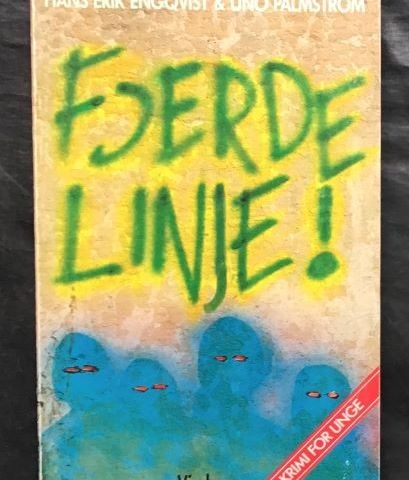 HANS ERIK ENGQVIST & UNO PALMSTRÖM
FJERDE
LINJE!
KRIMI FOR UNGE